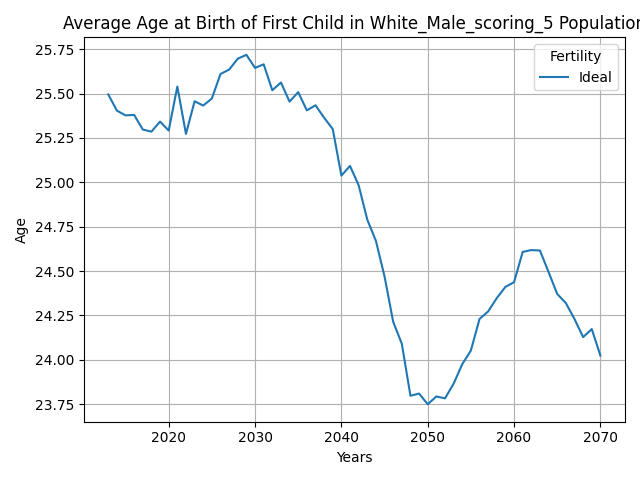 Average Age at Birth of First Child in White_Male_scoring_5 Population
25.75
25.50
25.25
25.00
24.75
24.50
24.25
24.00
23.75
Age
Fertility
Ideal
2020 2030 2040 2050 2060 2070
Years